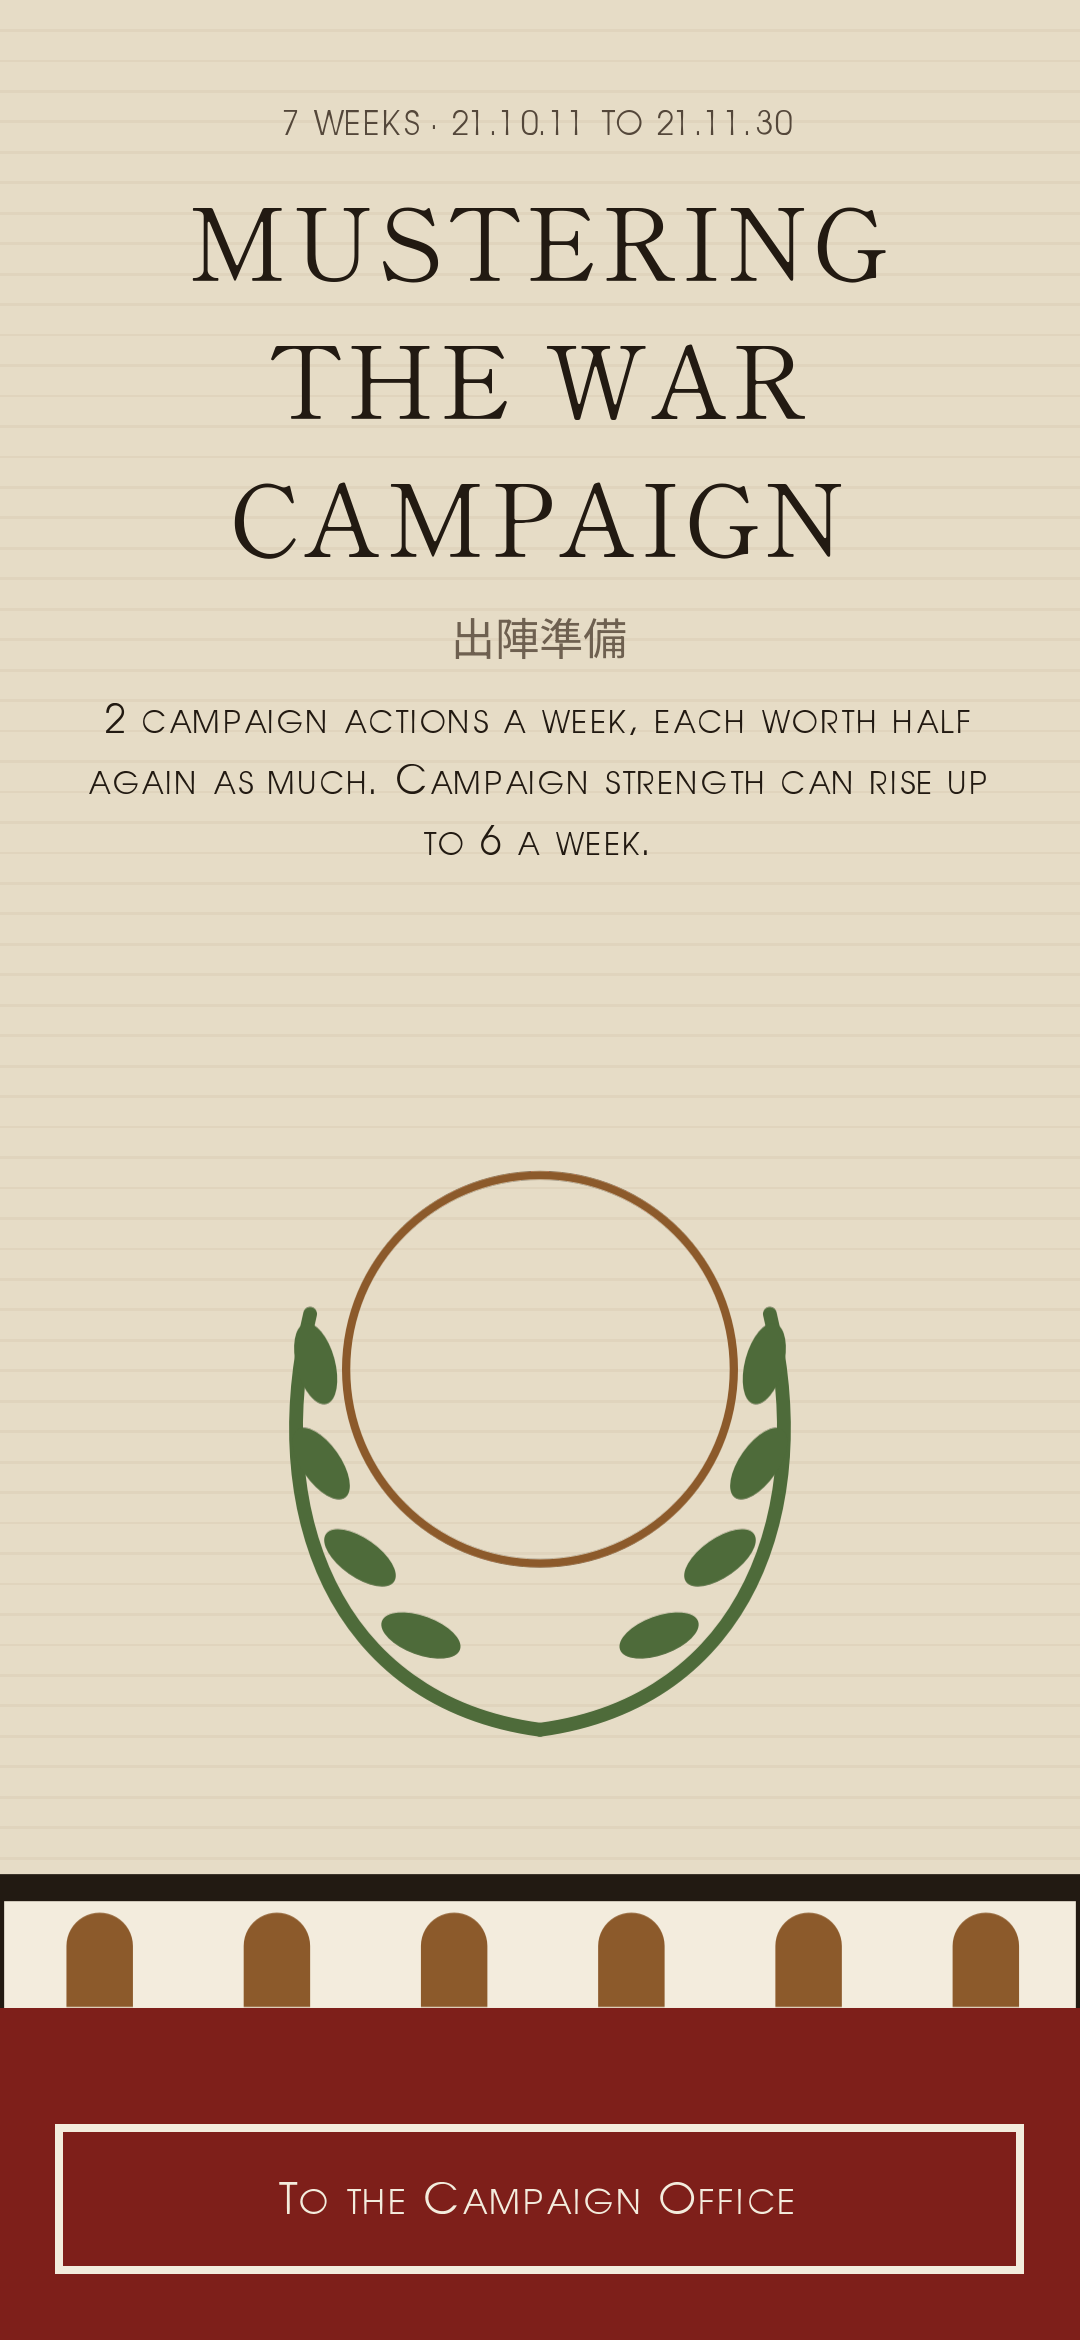 7 WEEKS · 21.10.11 TO 21.11.30
MUSTERING
THE WAR
CAMPAIGN
出陣準備
2 campaign actions a week, each worth half
again as much. Campaign strength can rise up
to 6 a week.
To the Campaign Office